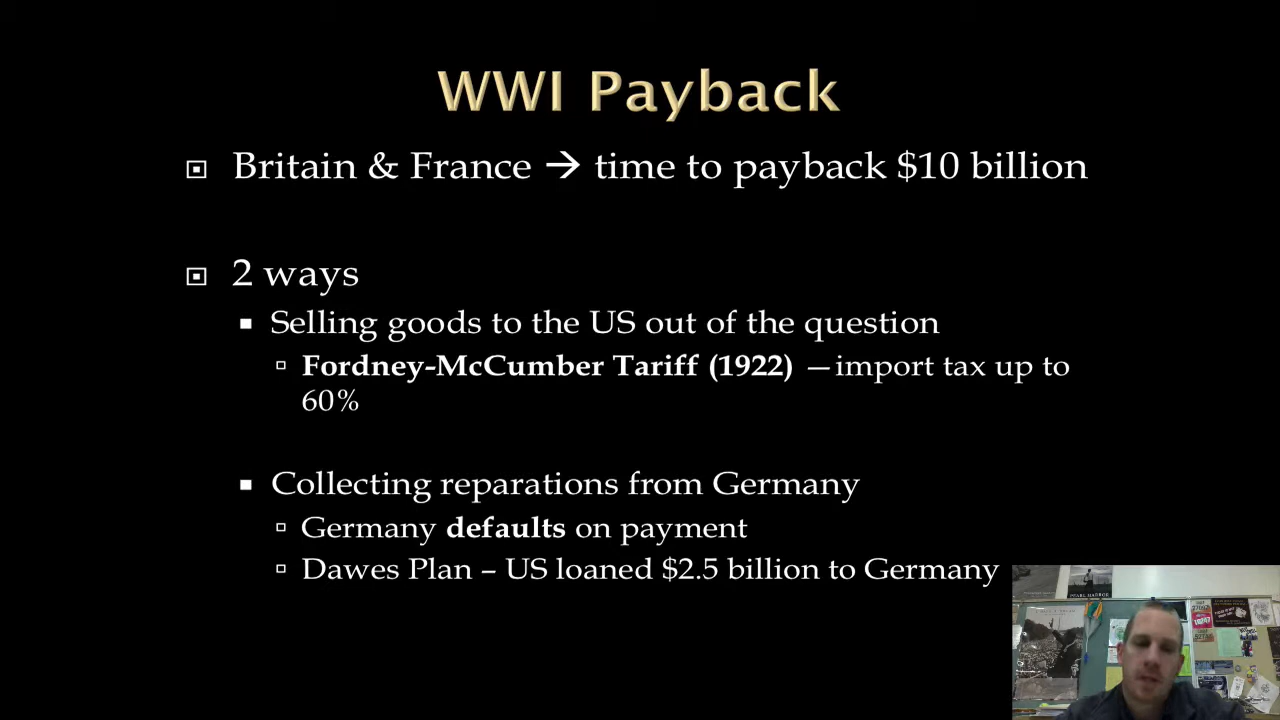 WWI Payback
Britain & France → time to payback $10 billion
2 ways
Selling goods to the US out of the question
Fordney-McCumber Tariff (1922) —import tax up to
60%
Collecting reparations from Germany
Germany defaults on payment
Dawes Plan – US loaned $2.5 billion to Germany
PEARL HARBOR